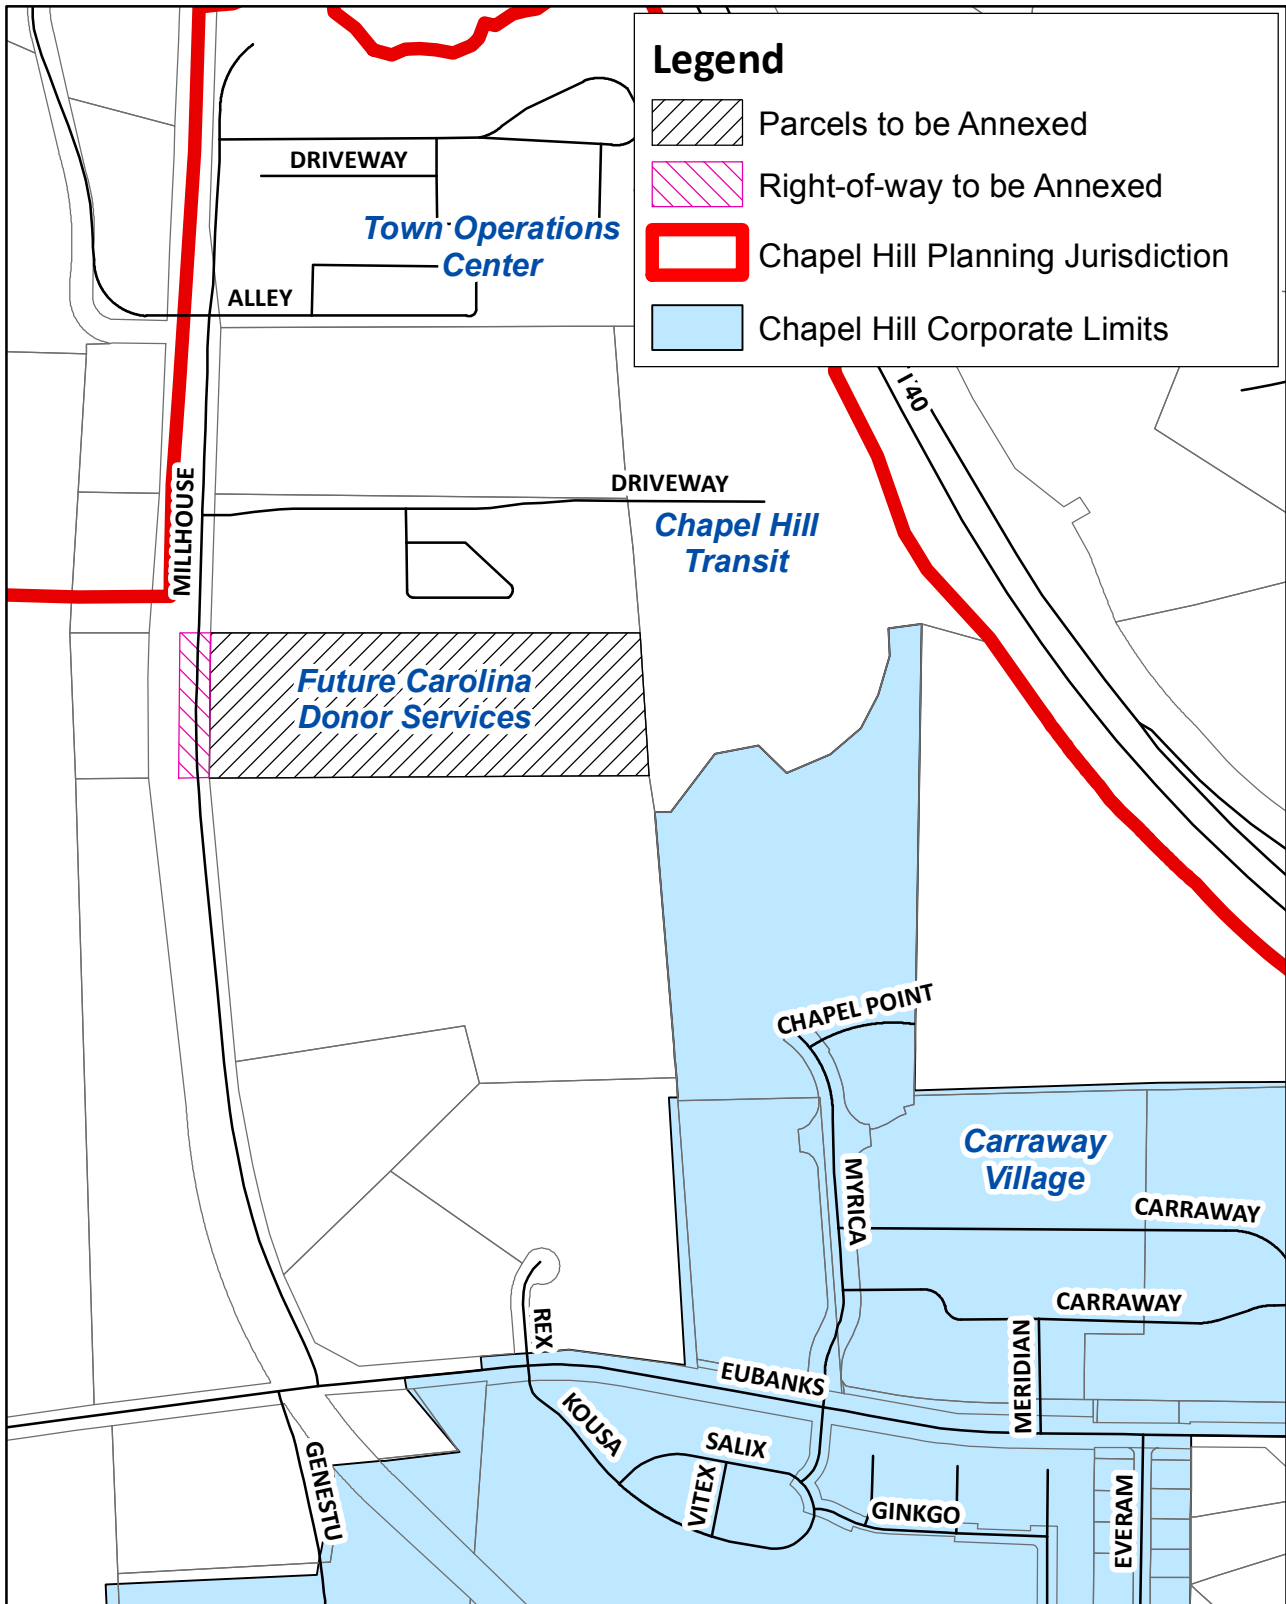 Legend
Parcels to be Annexed
Right-of-way to be Annexed
Chapel Hill Planning Jurisdiction
Chapel Hill Corporate Limits
DRIVEWAY
Town Operations
Center
ALLEY
I 40
MILLHOUSE
DRIVEWAY
Chapel Hill
Transit
Future Carolina
Donor Services
CHAPEL POINT
Carraway
Village
MYRICA
CARRAWAY
CARRAWAY
REX
MERIDIAN
EUBANKS
KOUSA
SALIX
VITEX
GENESTU
GINKGO
EVERAM